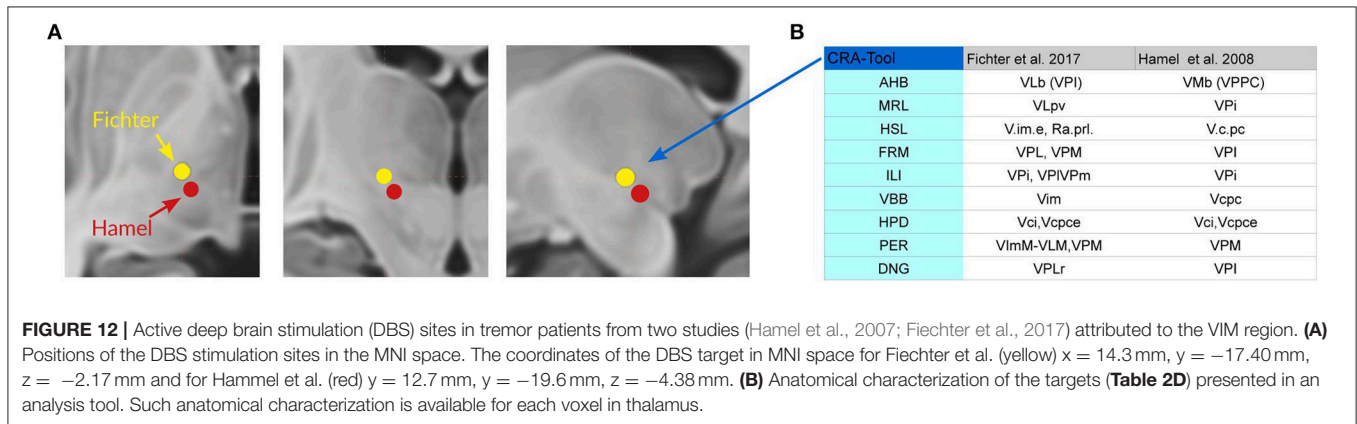 A
B
Fichter
Hamel
CRA-Tool Fichter et al. 2017 Hamel et al. 2008
AHB VLb (VPI) VMb (VPPC)
MRL VLpv VPi
HSL V.im.e, Ra.prl. V.c.pc
FRM VPL, VPM VPI
ILI VPi, VPlVPm VPi
VBB Vim Vcpc
HPD Vci,Vcpce Vci,Vcpce
PER VImM-VLM,VPM VPM
DNG VPLr VPI
FIGURE 12 | Active deep brain stimulation (DBS) sites in tremor patients from two studies (Hamel et al., 2007; Fiechter et al., 2017) attributed to the VIM region. (A)
Positions of the DBS stimulation sites in the MNI space. The coordinates of the DBS target in MNI space for Fiechter et al. (yellow) x = 14.3 mm, y = −17.40 mm,
z = −2.17 mm and for Hammel et al. (red) y = 12.7 mm, y = −19.6 mm, z = −4.38 mm. (B) Anatomical characterization of the targets (Table 2D) presented in an
analysis tool. Such anatomical characterization is available for each voxel in thalamus.